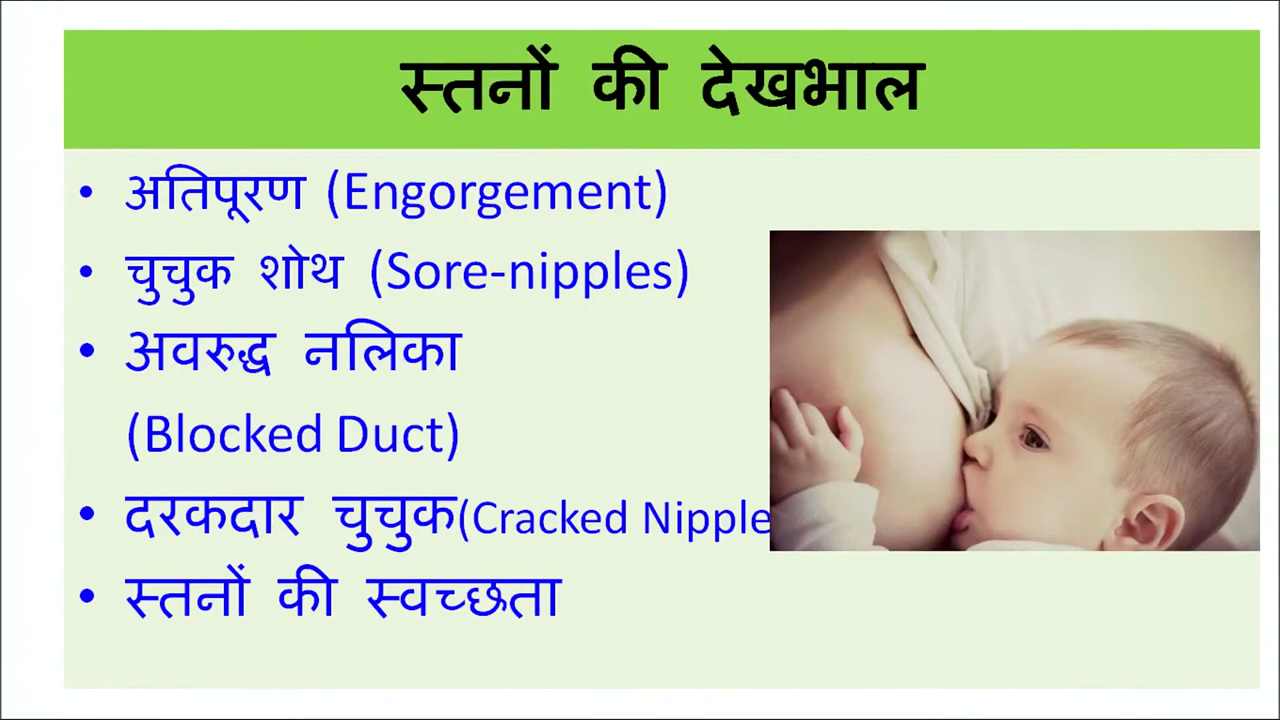 स्तनों की देखभाल
• अतिपूरण (Engorgement)
• चुचुक शोथ (Sore-nipples)
• अवरुद्ध नलिका
(Blocked Duct)
• दरकदार चुचुक(Cracked Nipple
• स्तनों की स्वच्छता